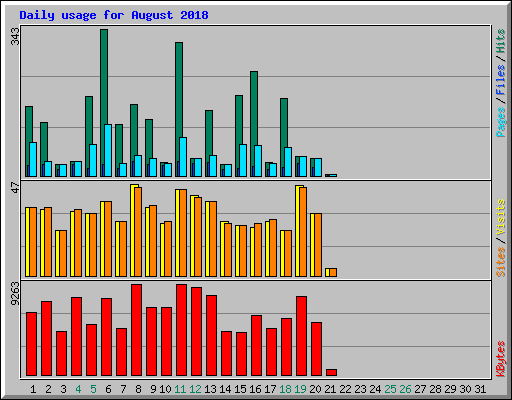 Daily usage for August 2018
343
47
9263
Pages/Files/Hits
Sites/Visits
KBytes
1 2 3 4 5 6 7 8 9 10 11 12 13 14 15 16 17 18 19 20 21 22 23 24 25 26 27 28 29 30 31